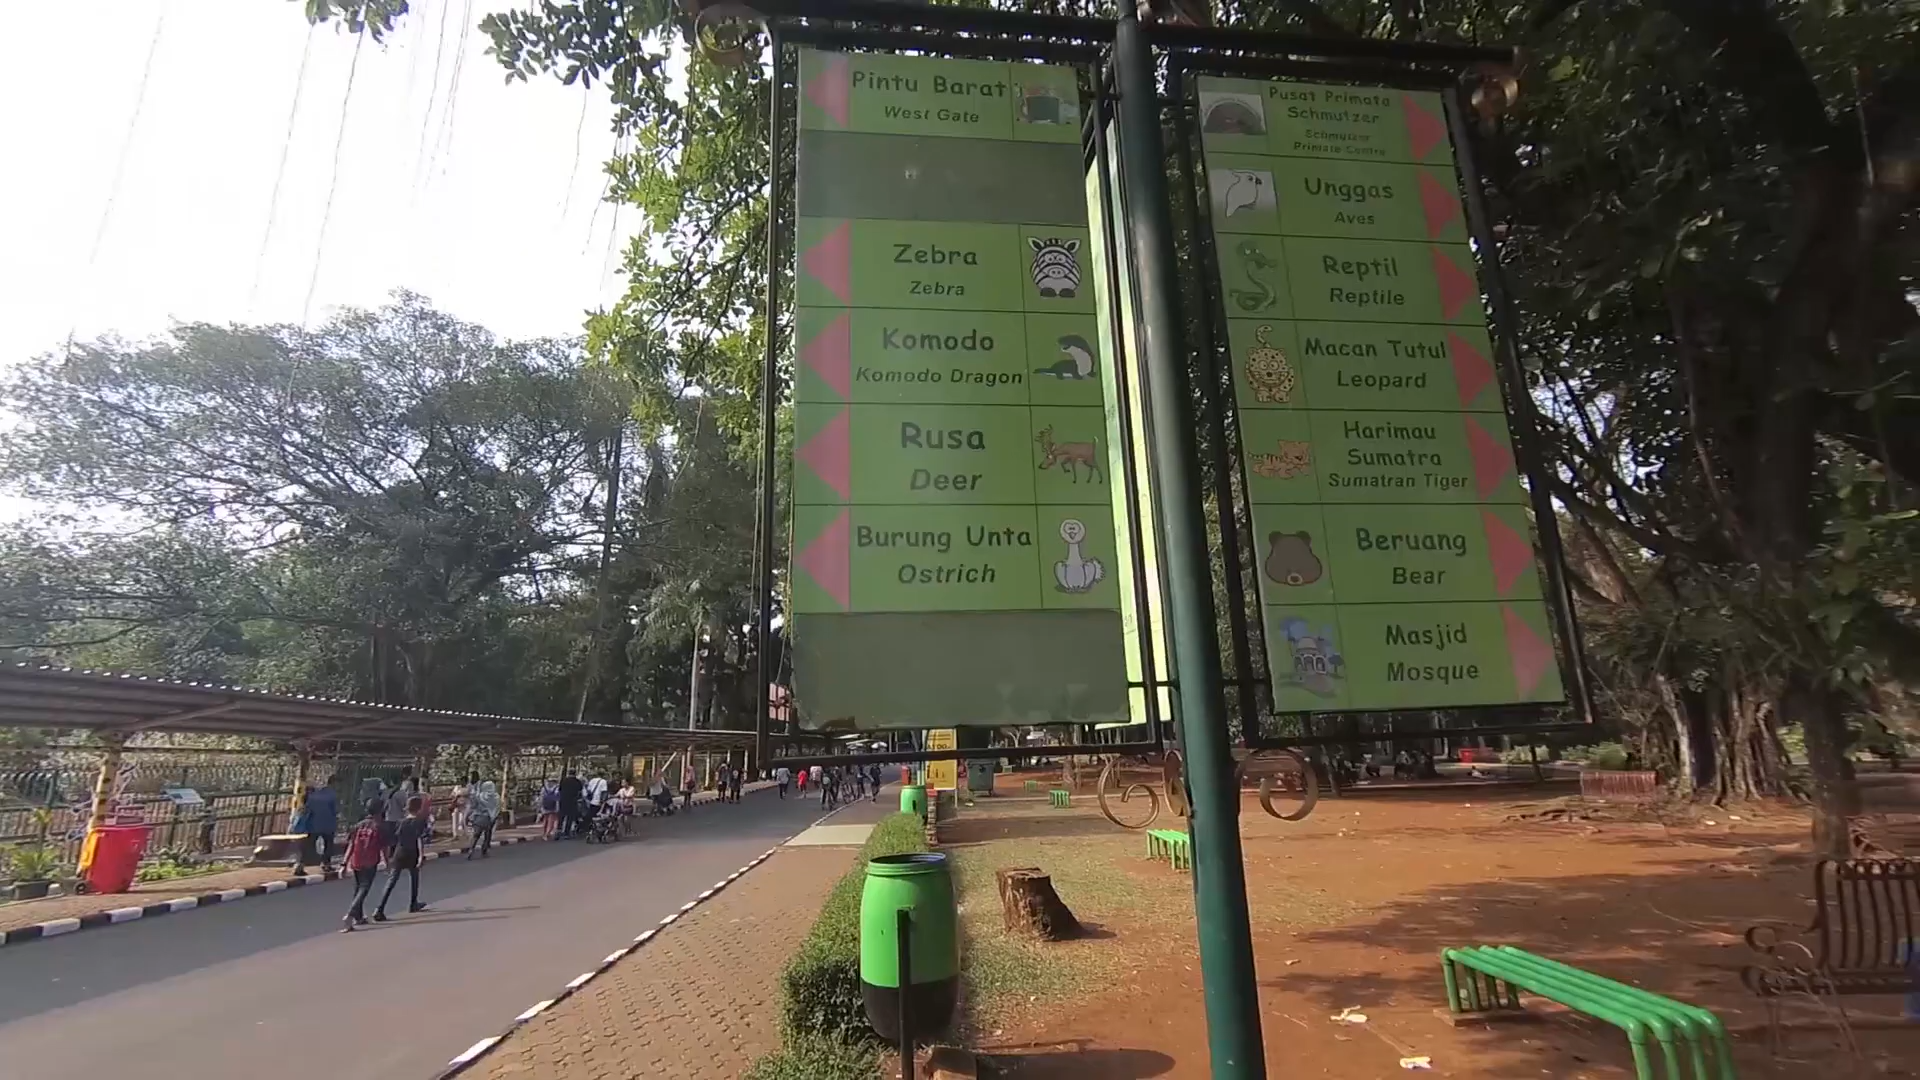 Pintu Barat
West Gate
Zebra
Zebra
Komodo
Komodo Dragon
Rusa
Deer
Burung Unta
Ostrich
Pusat Primata
Schmutzer
Schmutzer
Primate Centre
Unggas
Aves
Reptil
Reptile
Macan Tutul
Leopard
Harimau
Sumatra
Sumatran Tiger
Beruang
Bear
Masjid
Mosque